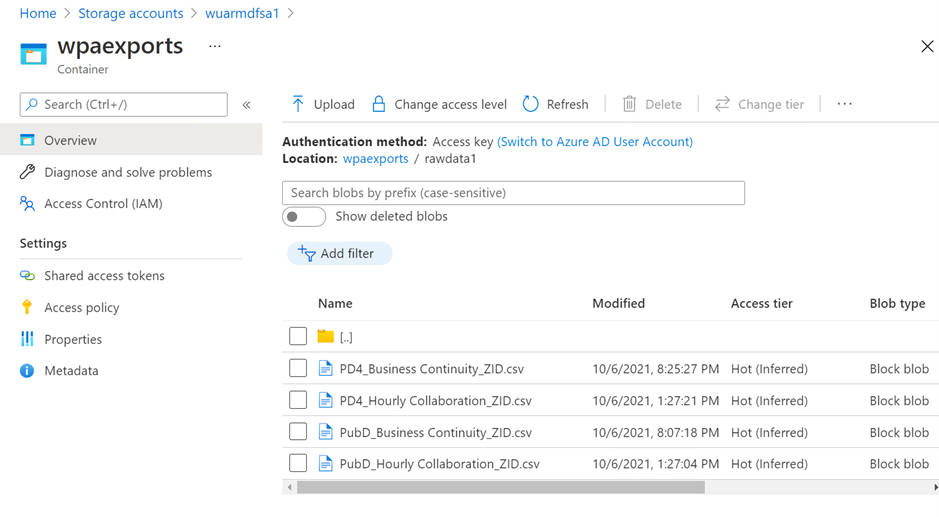 Home > Storage accounts > wuarmdfsa1 >
wpaexports ...
Container
Search (Ctrl+/)
Overview
Diagnose and solve problems
Access Control (IAM)
Settings
Shared access tokens
Access policy
Properties
Metadata
Upload Change access level Refresh Delete Change tier ...
Authentication method: Access key (Switch to Azure AD User Account)
Location: wpaexports / rawdata1
Search blobs by prefix (case-sensitive)
Show deleted blobs
Add filter
Name Modified Access tier Blob type
[..]
PD4_Business Continuity_ZID.csv 10/6/2021, 8:25:27 PM Hot (Inferred) Block blob
PD4_Hourly Collaboration_ZID.csv 10/6/2021, 1:27:21 PM Hot (Inferred) Block blob
PubD_Business Continuity_ZID.csv 10/6/2021, 8:07:18 PM Hot (Inferred) Block blob
PubD_Hourly Collaboration_ZID.csv 10/6/2021, 1:27:04 PM Hot (Inferred) Block blob